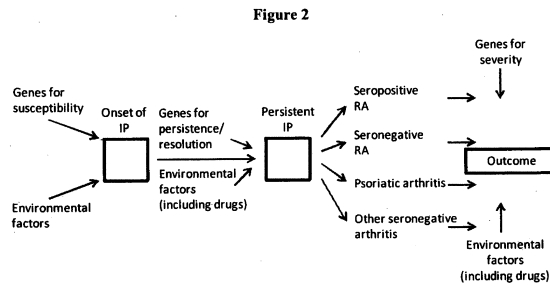 Figure 2
Genes for
susceptibility
Environmental
factors
Onset of
IP
Genes for
persistence/
resolution
Environmental
factors
(including drugs)
Persistent
IP
Seropositive
RA
Seronegative
RA
Psoriatic arthritis
Other seronegative
arthritis
Genes for
severity
Outcome
Environmental
factors
(including drugs)